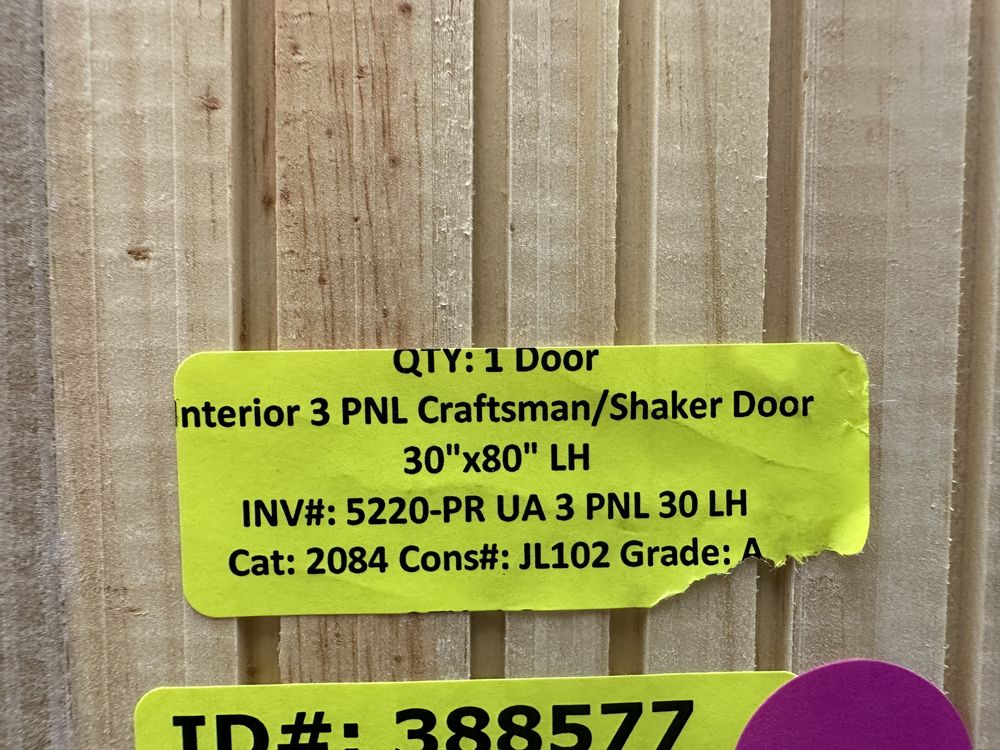 QTY: 1 Door
Interior 3 PNL Craftsman/Shaker Door
30"x80" LH
INV#: 5220-PR UA 3 PNL 30 LH
Cat: 2084 Cons#: JL102 Grade: A
ID#: 388577